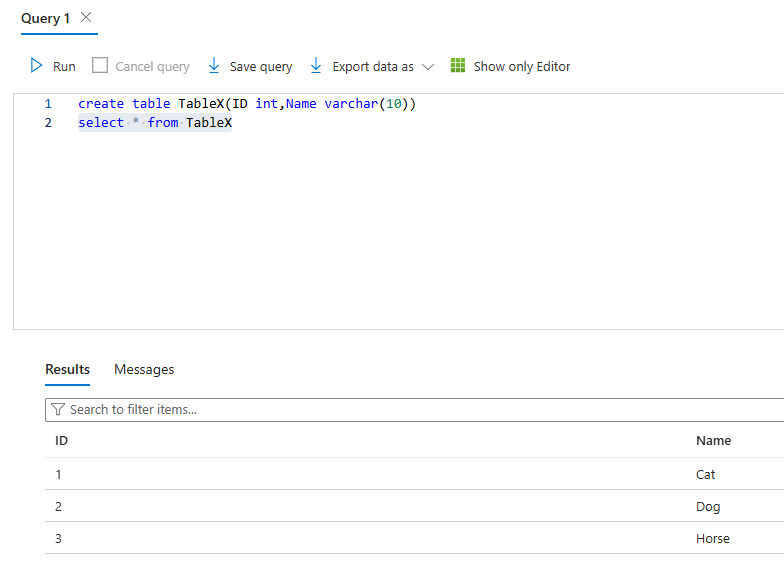 Query 1
Run Cancel query Save query Export data as Show only Editor
1 create table TableX(ID int,Name varchar(10))
2 select * from TableX
Results Messages
Search to filter items...
ID Name
1 Cat
2 Dog
3 Horse